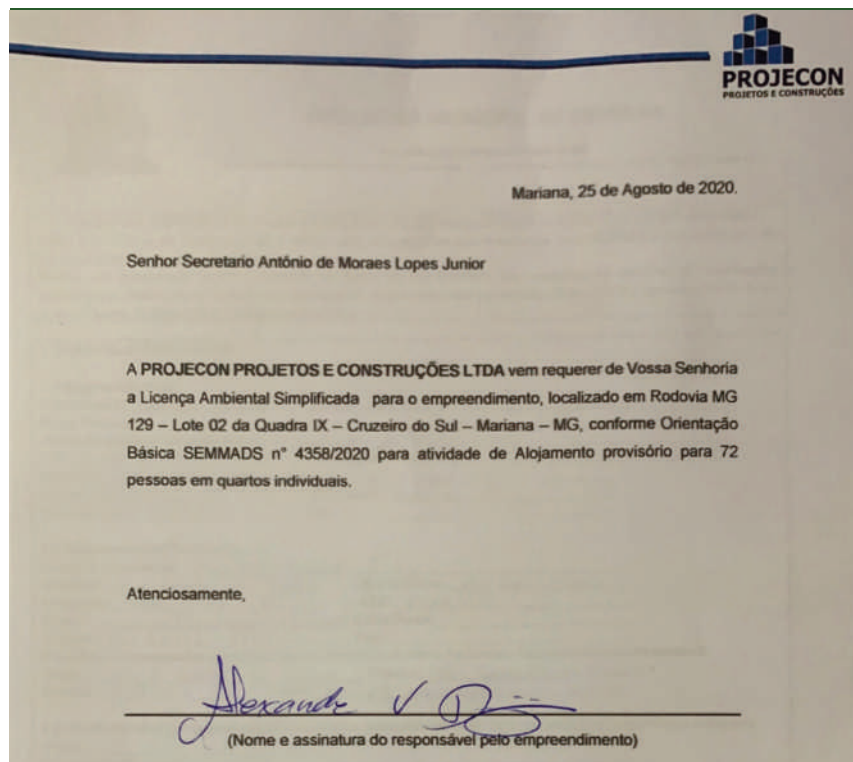 PROJECON
PROJETOS E CONSTRUÇÕES
Mariana, 25 de Agosto de 2020.
Senhor Secretario Antônio de Moraes Lopes Junior
A PROJECON PROJETOS E CONSTRUÇÕES LTDA vem requerer de Vossa Senhoria
a Licença Ambiental Simplificada para o empreendimento, localizado em Rodovia MG
129 – Lote 02 da Quadra IX – Cruzeiro do Sul – Mariana – MG, conforme Orientação
Básica SEMMADS n° 4358/2020 para atividade de Alojamento provisório para 72
pessoas em quartos individuais.
Atenciosamente,
Alexandre V
(Nome e assinatura do responsável pelo empreendimento)